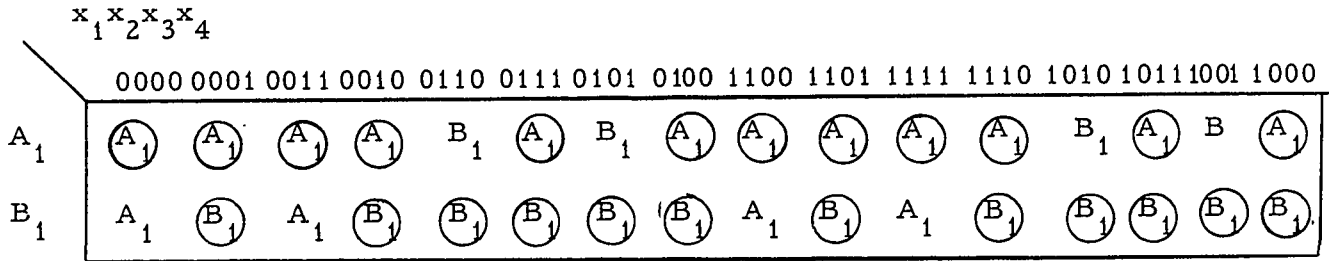 x₁x₂x₃x₄
0000 0001 0011 0010 0110 0111 0101 0100 1100 1101 1111 1110 1010 1011 1001 1000
A₁ A₁ A₁ A₁ A₁ B₁ A₁ B₁ A₁ A₁ A₁ A₁ A₁ B₁ A₁ B A₁
B₁ A₁ B₁ A₁ B₁ B₁ B₁ B₁ B₁ A₁ B₁ A₁ B₁ B₁ B₁ B₁ B₁